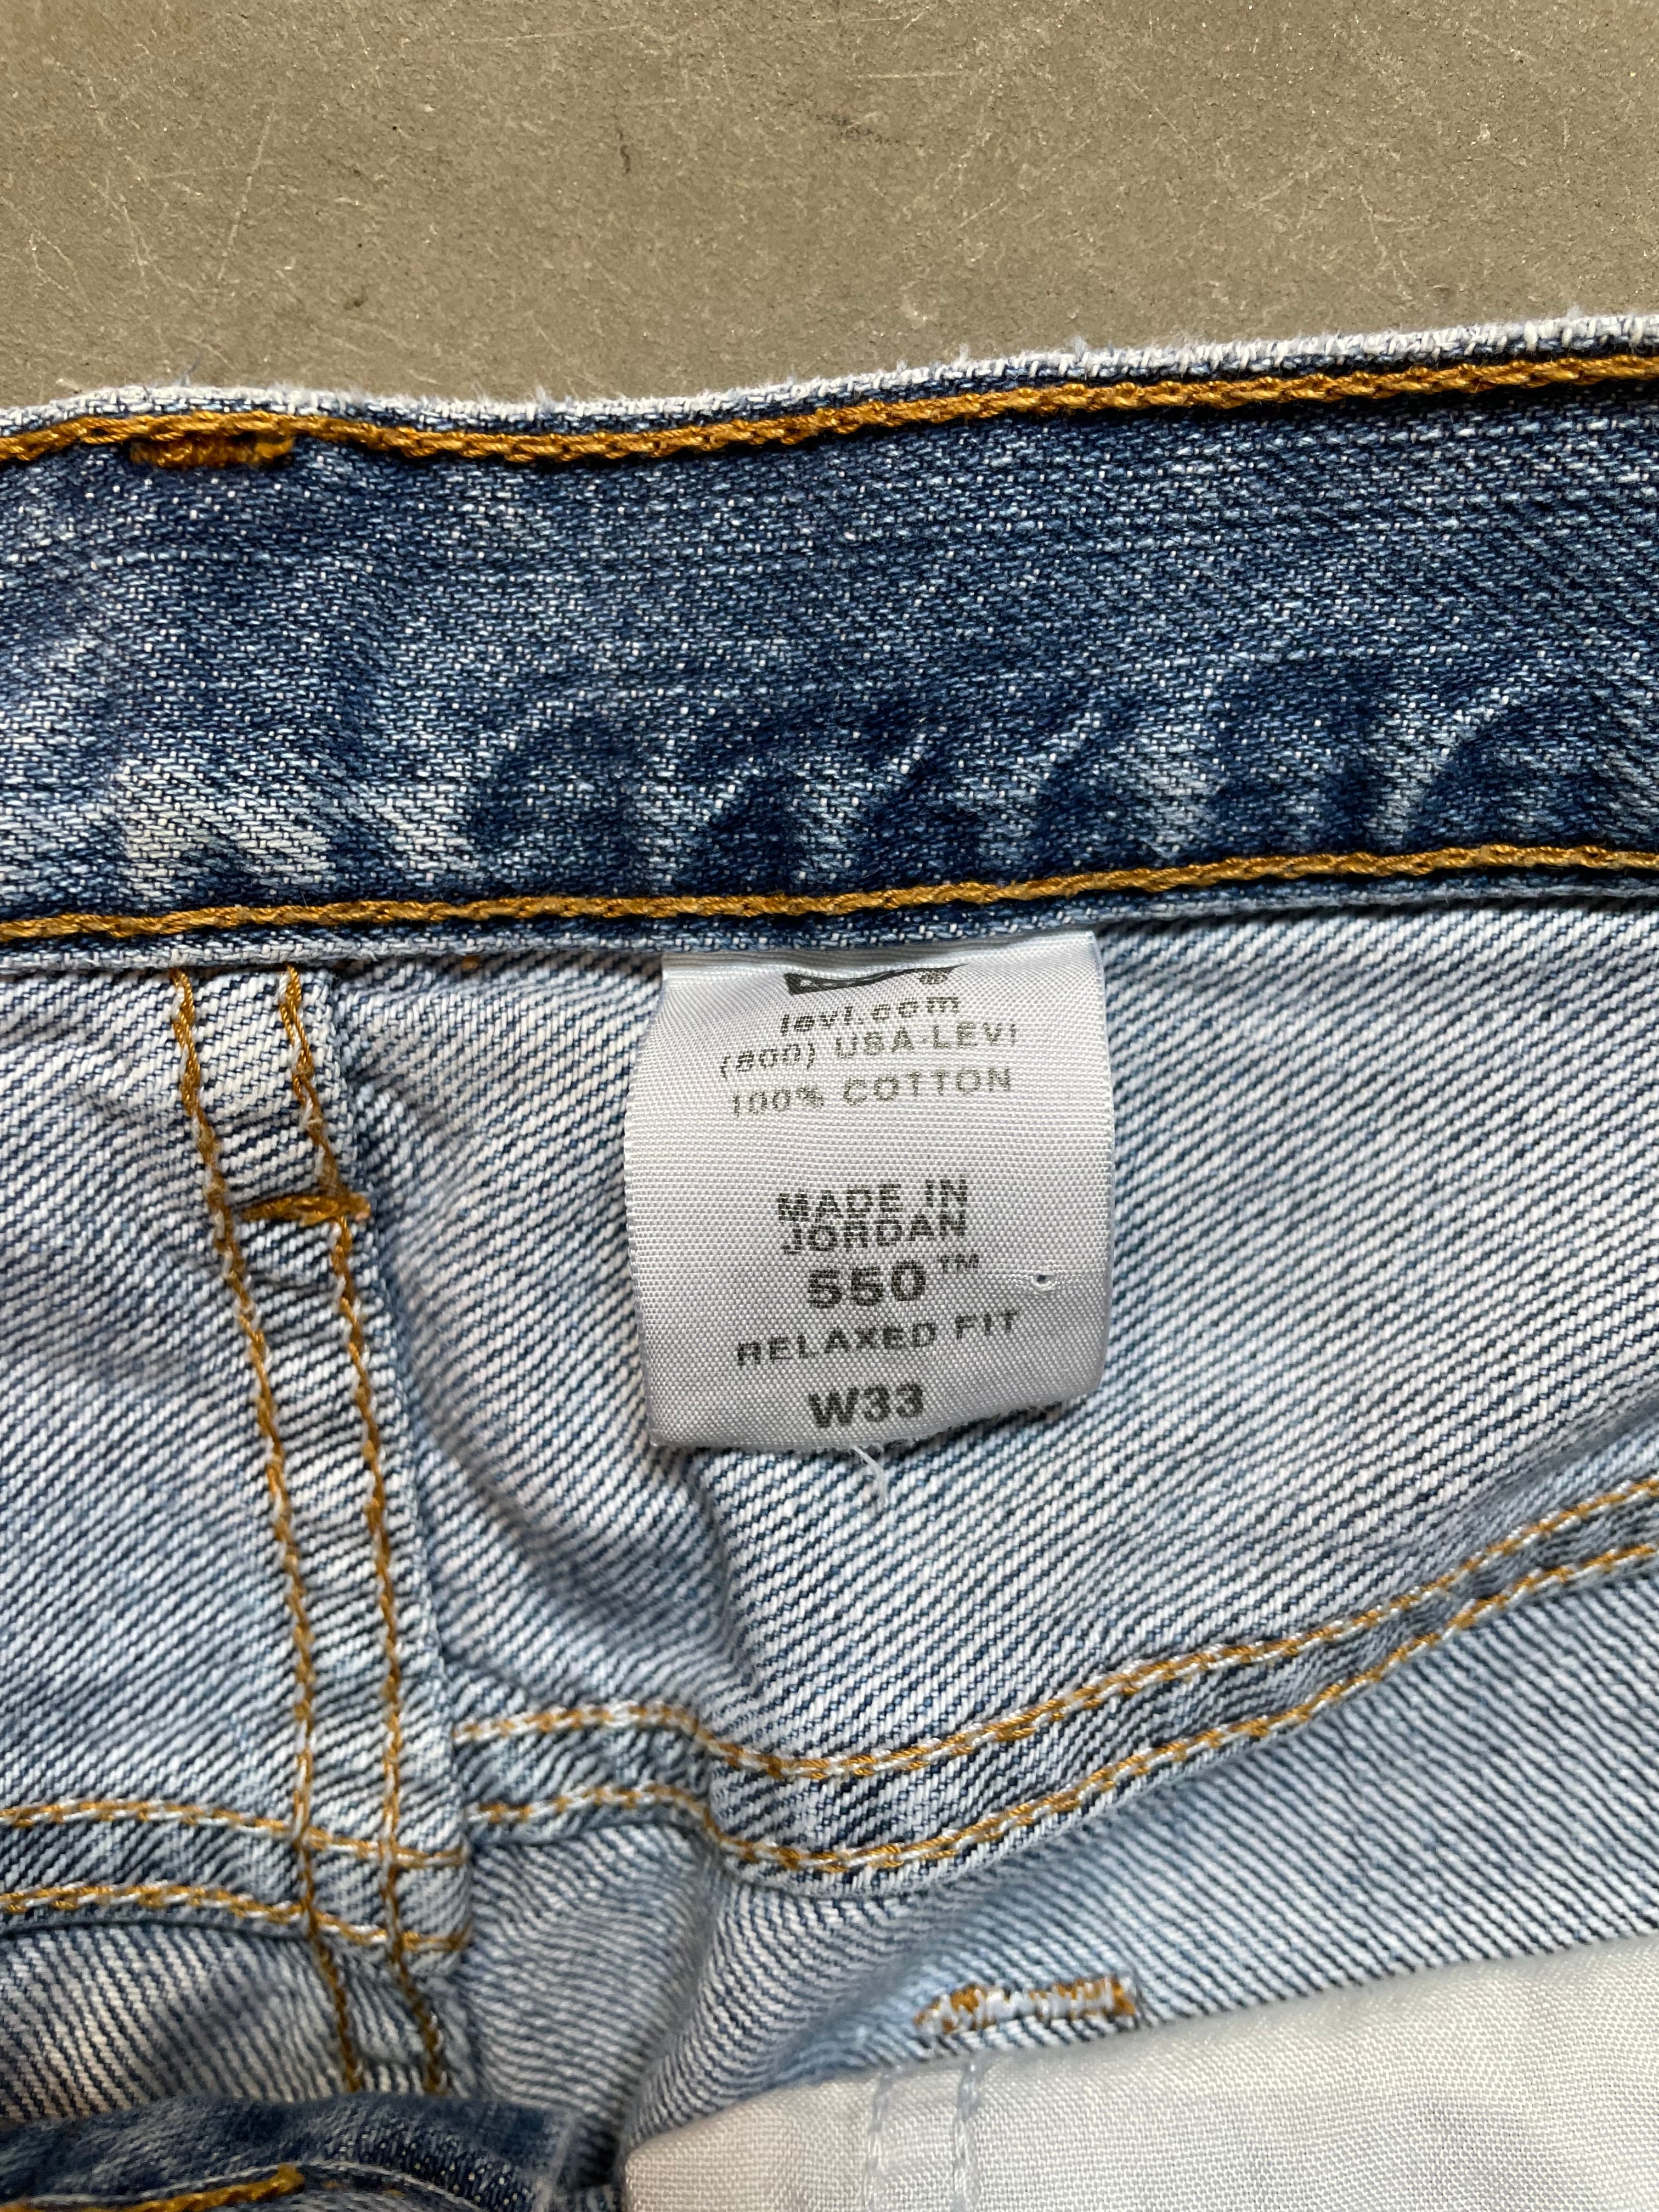 levi.com
(800) USA-LEVI
100% COTTON
MADE IN
JORDAN
550™
RELAXED FIT
W33